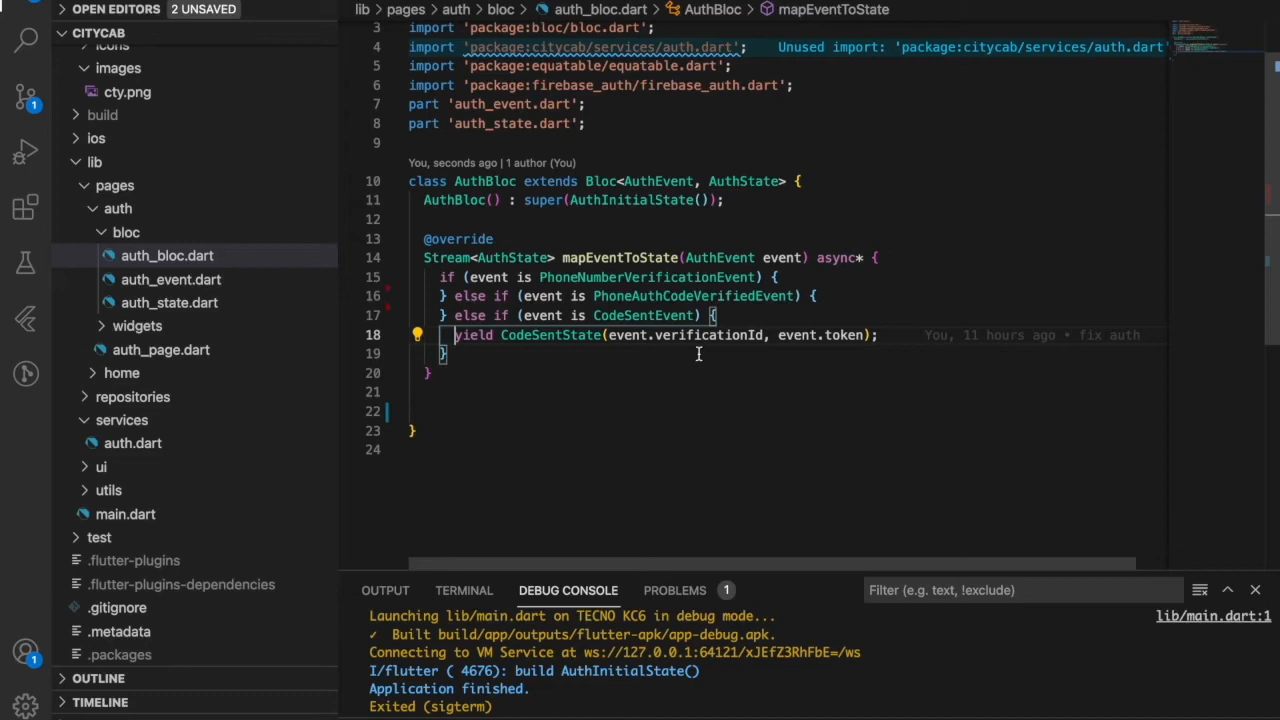 OPEN EDITORS 2 UNSAVED
CITYCAB
icons
images
cty.png
build
ios
lib
pages
auth
bloc
auth_bloc.dart
auth_event.dart
auth_state.dart
widgets
auth_page.dart
home
repositories
services
auth.dart
ui
utils
main.dart
test
.flutter-plugins
.flutter-plugins-dependencies
.gitignore
.metadata
.packages
OUTLINE
TIMELINE
1
1
lib > pages > auth > bloc > auth_bloc.dart > AuthBloc > mapEventToState
3 import 'package:bloc/bloc.dart';
4 import 'package:citycab/services/auth.dart'; Unused import: 'package:citycab/services/auth.dart'
5 import 'package:equatable/equatable.dart';
6 import 'package:firebase_auth/firebase_auth.dart';
7 part 'auth_event.dart';
8 part 'auth_state.dart';
9
You, seconds ago | 1 author (You)
10 class AuthBloc extends Bloc<AuthEvent, AuthState> {
11 AuthBloc() : super(AuthInitialState());
12
13 @override
14 Stream<AuthState> mapEventToState(AuthEvent event) async* {
15 if (event is PhoneNumberVerificationEvent) {
16 } else if (event is PhoneAuthCodeVerifiedEvent) {
17 } else if (event is CodeSentEvent) {
18 yield CodeSentState(event.verificationId, event.token); You, 11 hours ago • fix auth
19 }
20 }
21
22
23 }
24
OUTPUT TERMINAL DEBUG CONSOLE PROBLEMS 1 Filter (e.g. text, !exclude)
Launching lib/main.dart on TECNO KC6 in debug mode... lib/main.dart:1
✓ Built build/app/outputs/flutter-apk/app-debug.apk.
Connecting to VM Service at ws://127.0.0.1:64121/xJEfZ3RhFbE=/ws
I/flutter ( 4676): build AuthInitialState()
Application finished.
Exited (sigterm)